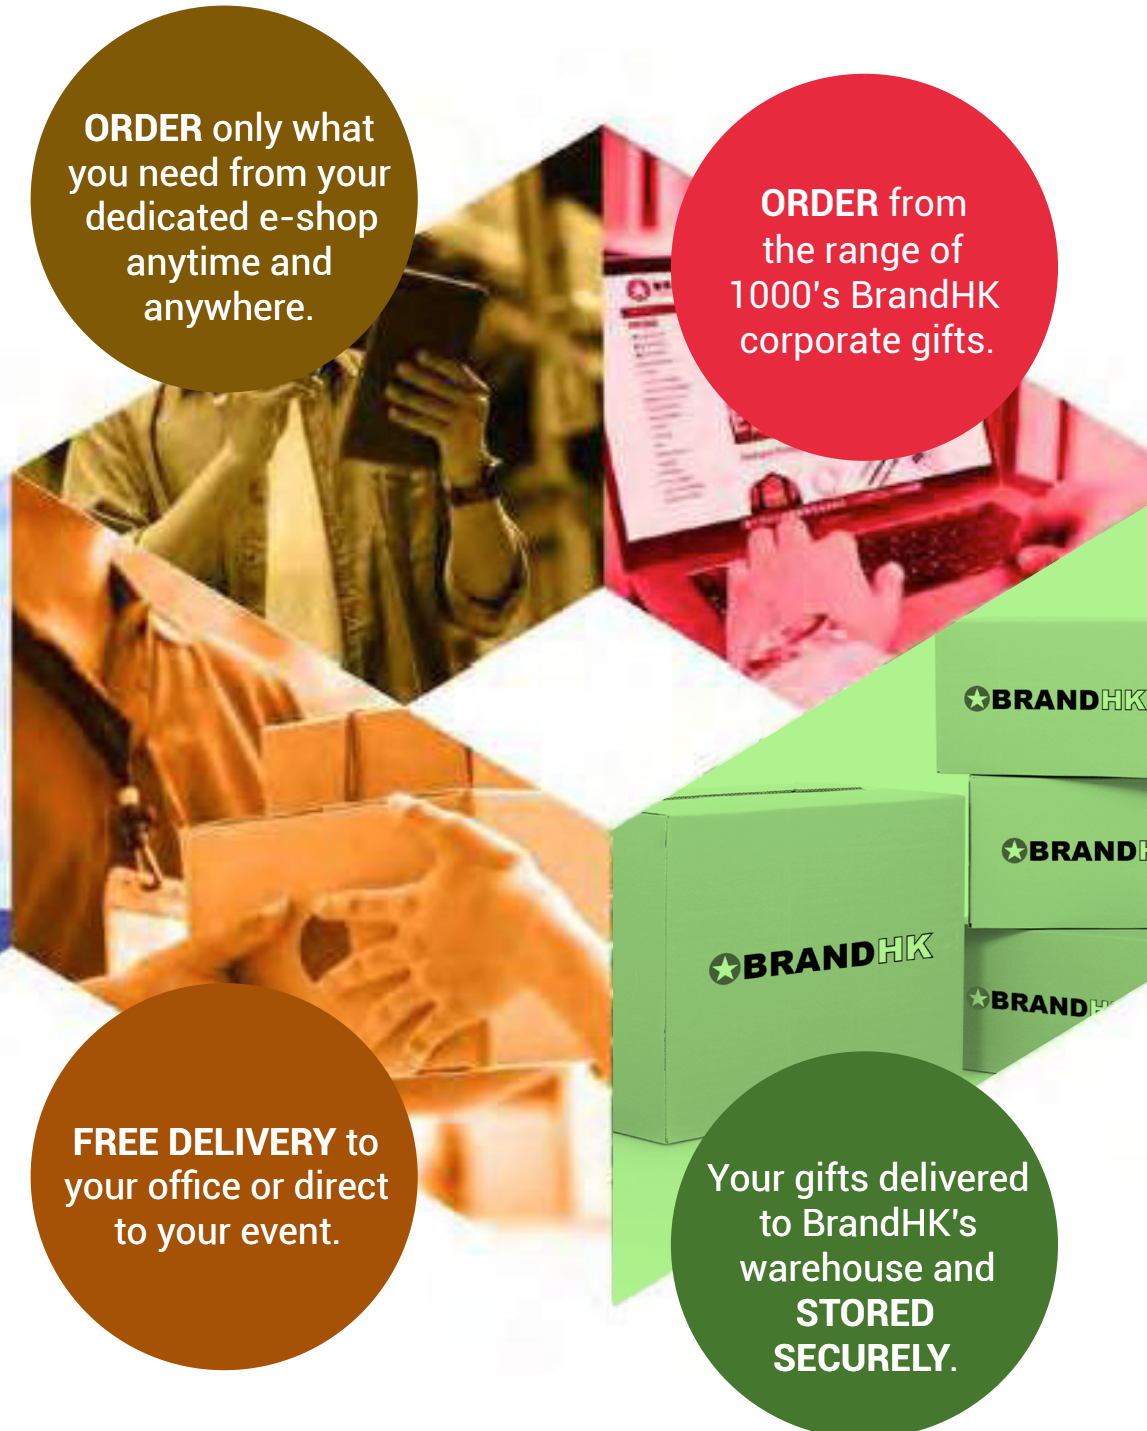 ORDER only what
you need from your
dedicated e-shop
anytime and
anywhere.
ORDER from
the range of
1000's BrandHK
corporate gifts.
BRANDHK
BRANDH
BRANDHK
BRANDH
FREE DELIVERY to
your office or direct
to your event.
Your gifts delivered
to BrandHK's
warehouse and
STORED
SECURELY.